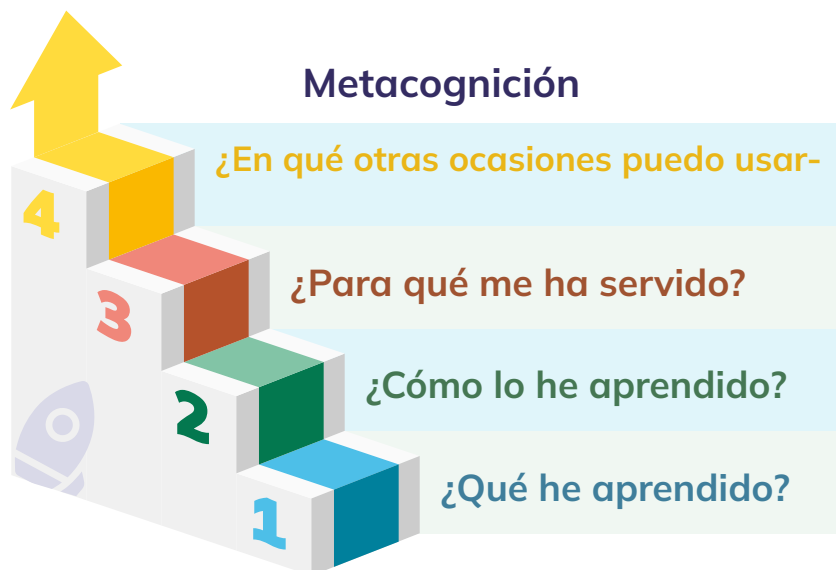 Metacognición
¿En qué otras ocasiones puedo usar-
4
¿Para qué me ha servido?
3
¿Cómo lo he aprendido?
2
¿Qué he aprendido?
1